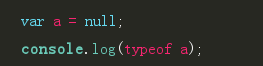 var a = null;
console.log(typeof a);